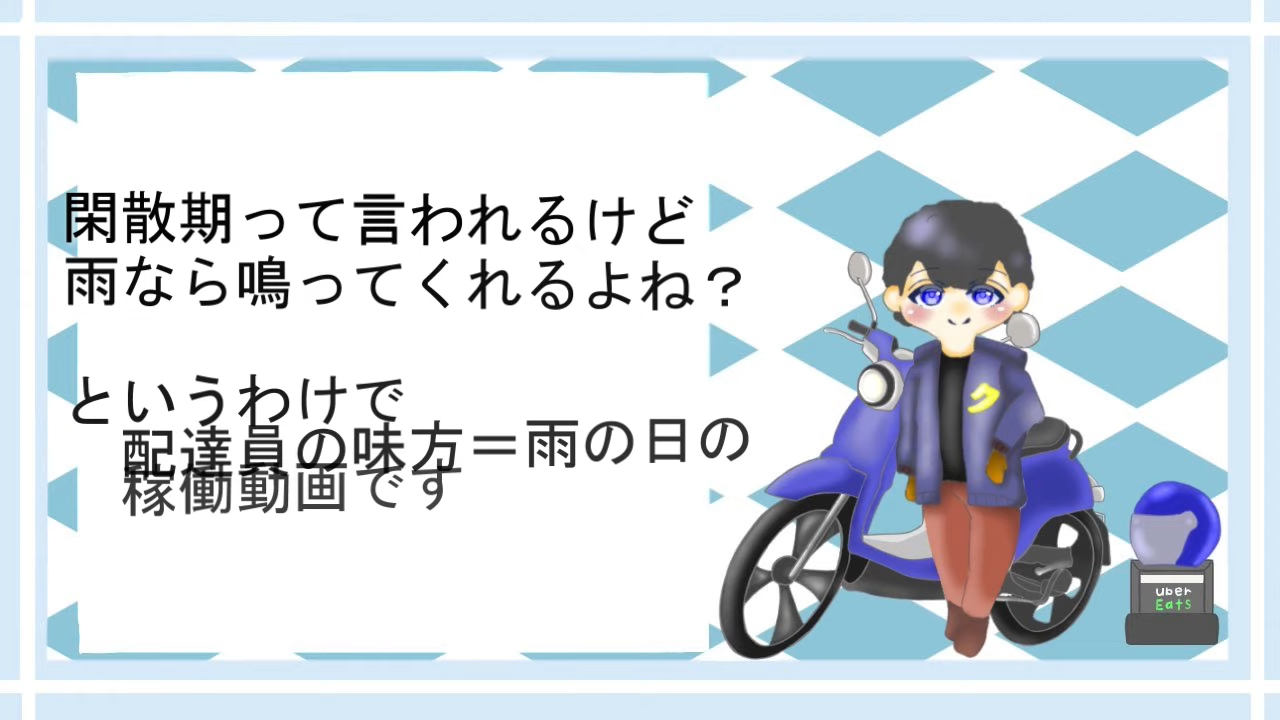 閑散期って言われるけど
雨なら鳴ってくれるよね？
というわけで
配達員の味方＝雨の日の
稼働動画です
ク
uber
Eats